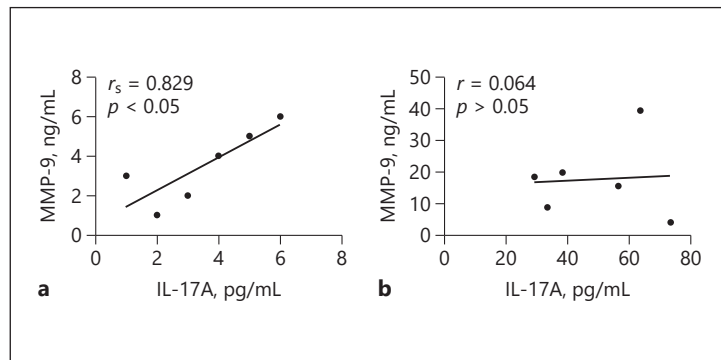 r_s = 0.829
p < 0.05
MMP-9, ng/mL
8
6
4
2
0
0 2 4 6 8
IL-17A, pg/mL
a
r = 0.064
p > 0.05
MMP-9, ng/mL
50
40
30
20
10
0
0 20 40 60 80
IL-17A, pg/mL
b